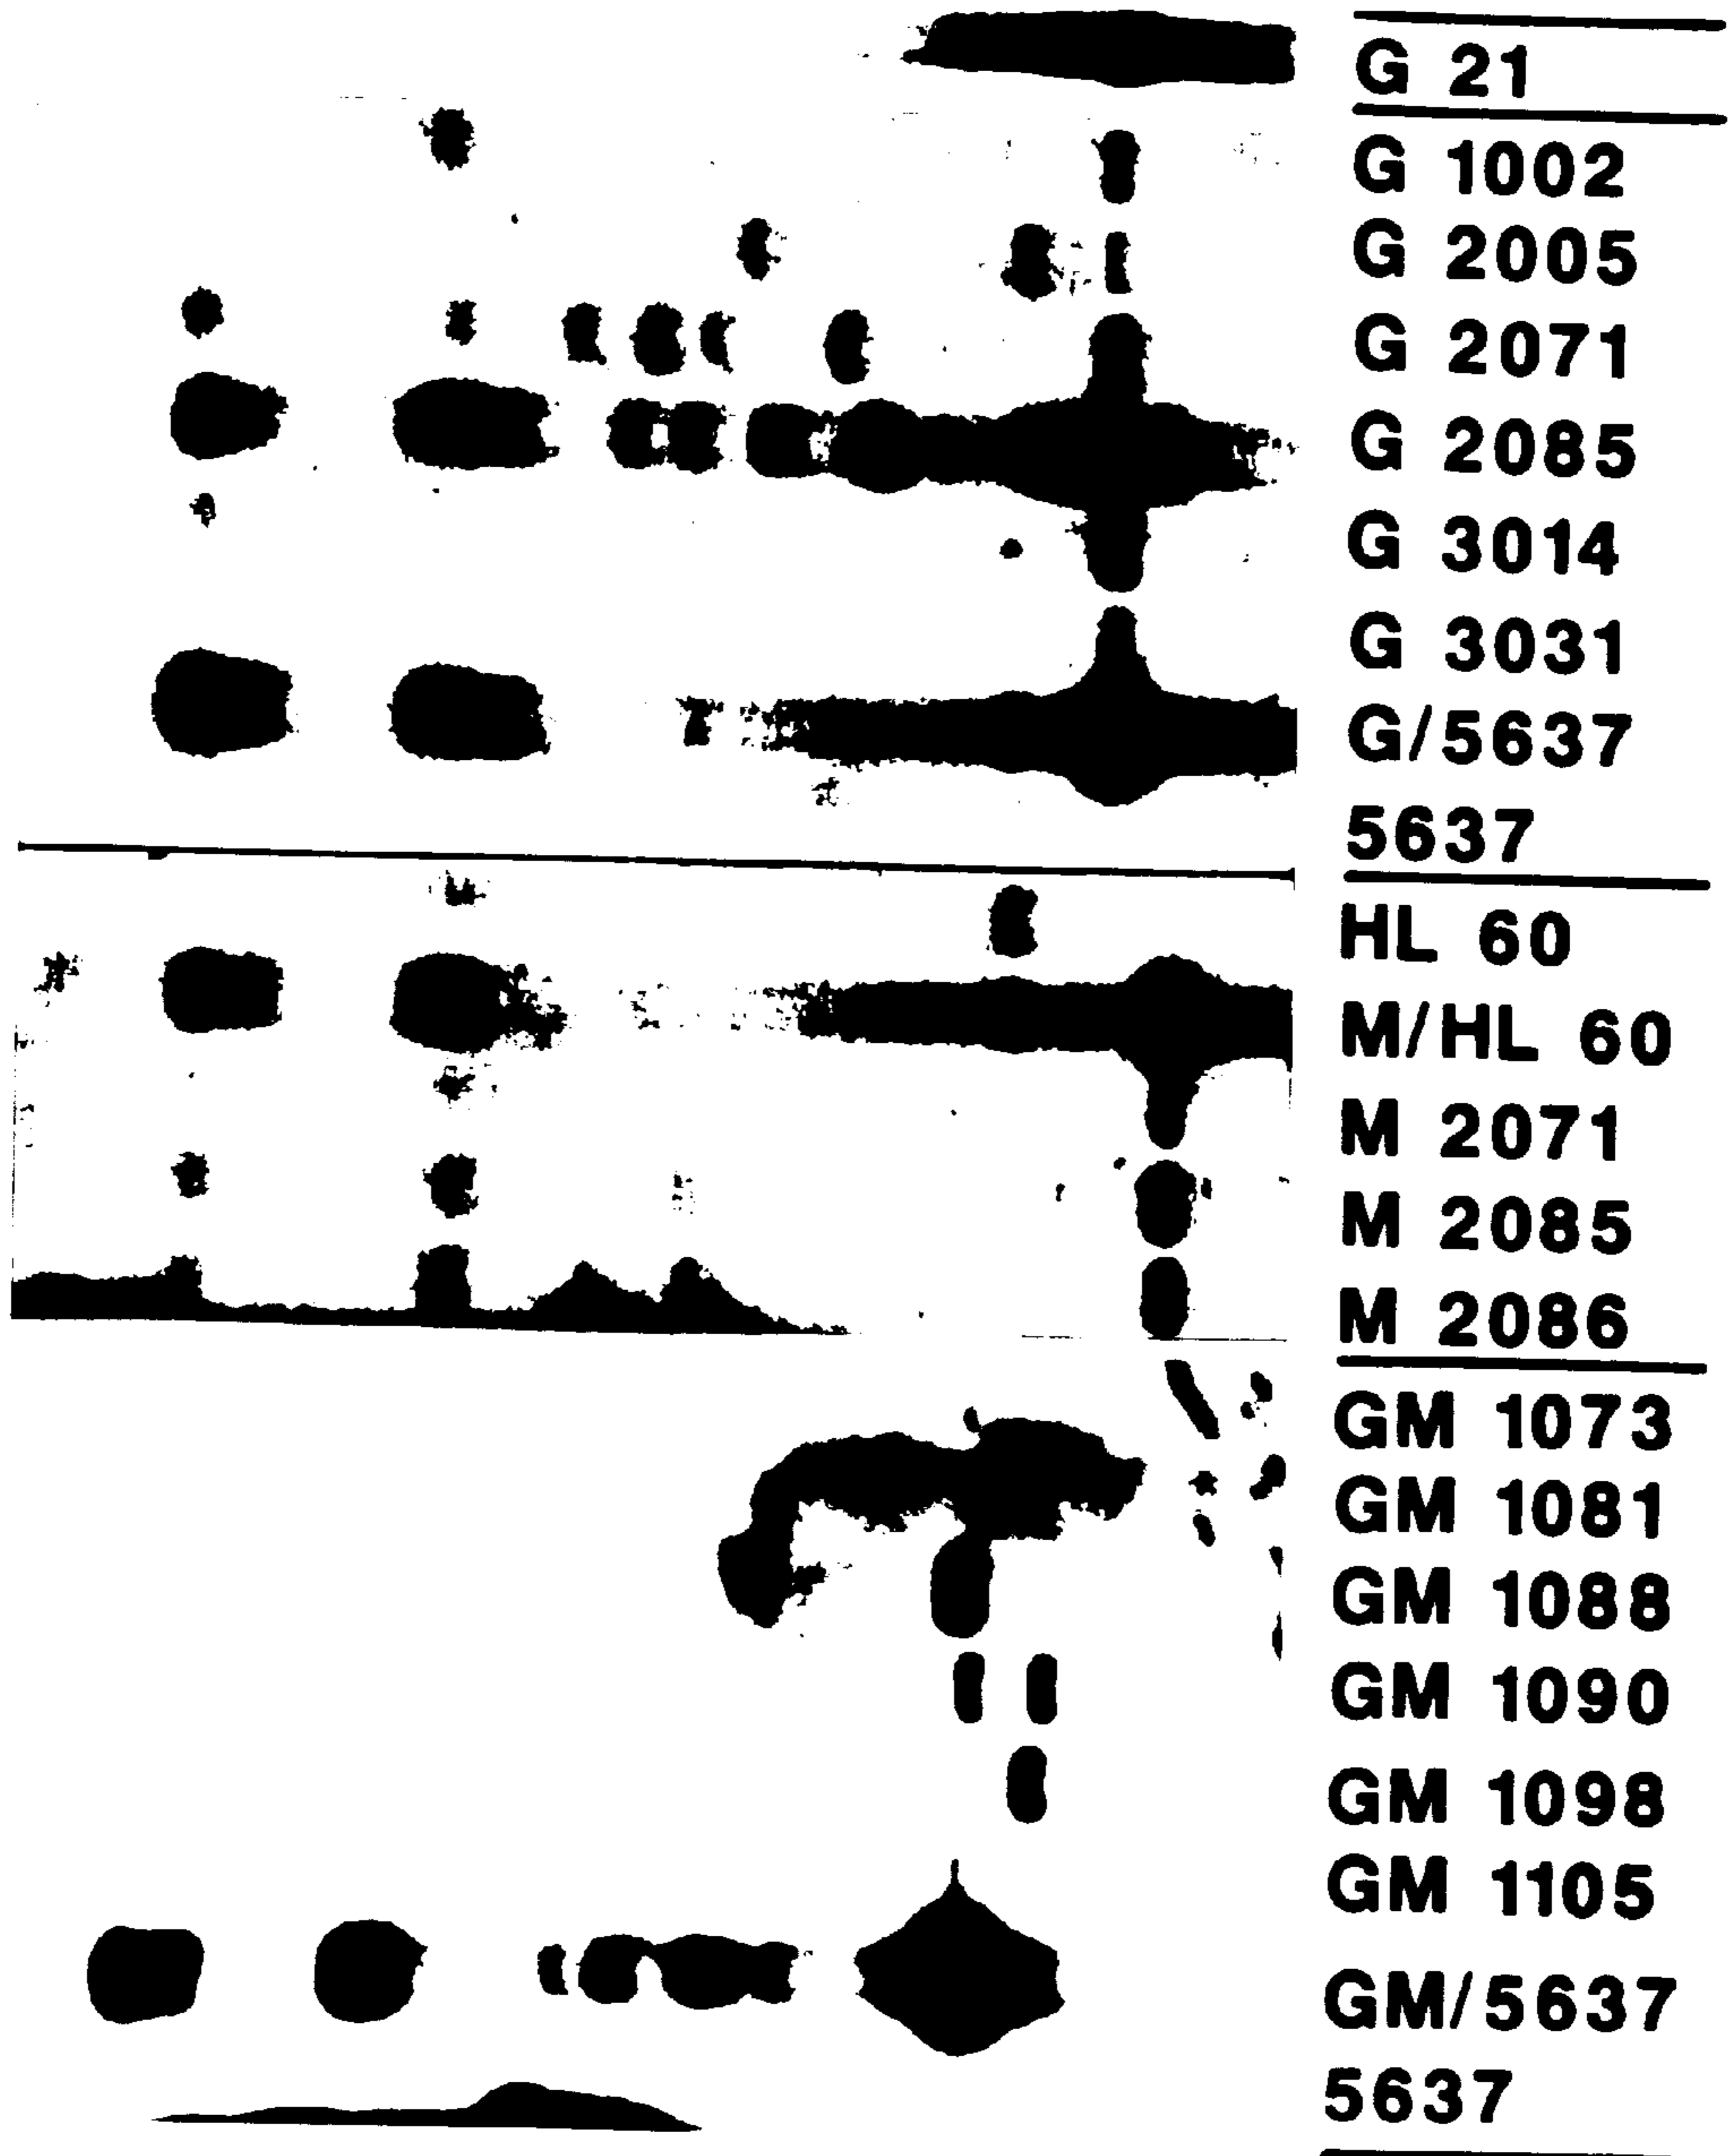 G 21
G 1002
G 2005
G 2071
G 2085
G 3014
G 3031
G/5637
5637
HL 60
M/HL 60
M 2071
M 2085
M 2086
GM 1073
GM 1081
GM 1088
GM 1090
GM 1098
GM 1105
GM/5637
5637